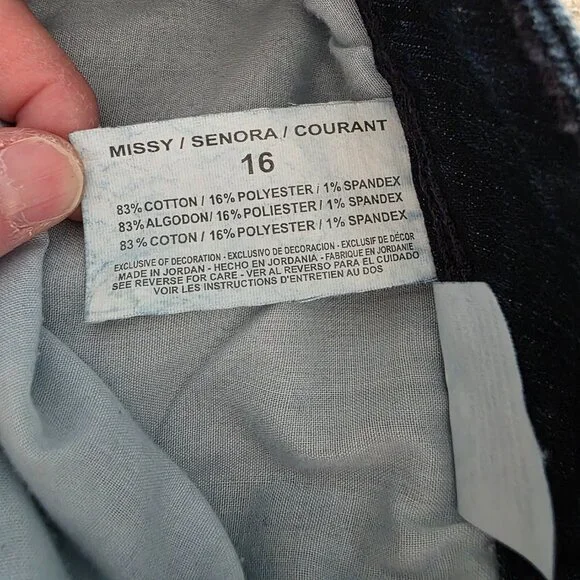 MISSY / SENORA / COURANT
16
83% COTTON / 16% POLYESTER / 1% SPANDEX
83% ALGODON/ 16% POLIESTER / 1% SPANDEX
83% COTON / 16% POLYESTER / 1% SPANDEX
EXCLUSIVE OF DECORATION - EXCLUSIVO DE DECORACION - EXCLUSIF DE DÉCOR
MADE IN JORDAN - HECHO EN JORDANIA - FABRIQUE EN JORDANIE
SEE REVERSE FOR CARE - VER AL REVERSO PARA EL CUIDADO
VOIR LES INSTRUCTIONS D'ENTRETIEN AU DOS